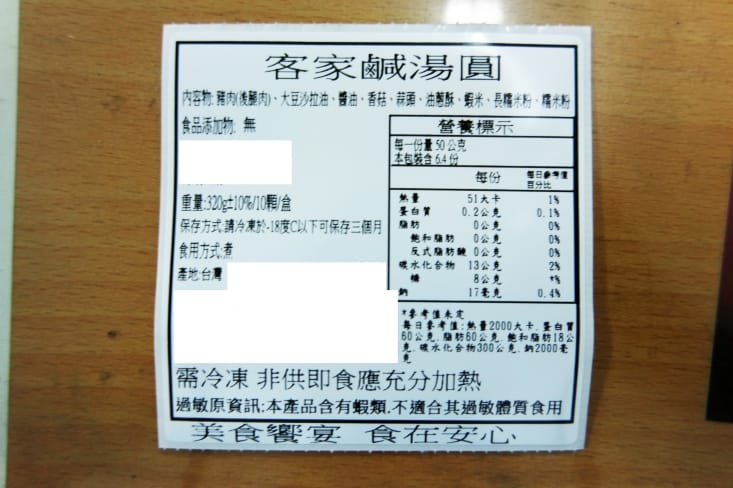 客家鹹湯圓
內容物: 豬肉(後腿肉)、大豆沙拉油、醬油、香菇、蒜頭、油蔥酥、蝦米、長糯米粉、糯米粉
食品添加物: 無
重量:320g±10%/10顆/盒
保存方式:請冷凍於-18度C以下可保存三個月
食用方式:煮
產地:台灣
營養標示
每一份量 50公克
本包裝含 6.4 份
每份 每日參考值百分比
熱量 51大卡 1%
蛋白質 0.2公克 0.1%
脂肪 0公克 0%
飽和脂肪 0公克 0%
反式脂肪酸 0公克 0%
碳水化合物 13公克 2%
糖 8公克 *%
鈉 17毫克 0.4%
*參考值未定
每日參考值:熱量2000大卡, 蛋白質
60公克, 脂肪60公克, 飽和脂肪18公
克, 碳水化合物300公克, 鈉2000毫
克
需冷凍 非供即食應充分加熱
過敏原資訊:本產品含有蝦類,不適合其過敏體質食用
美食饗宴 食在安心